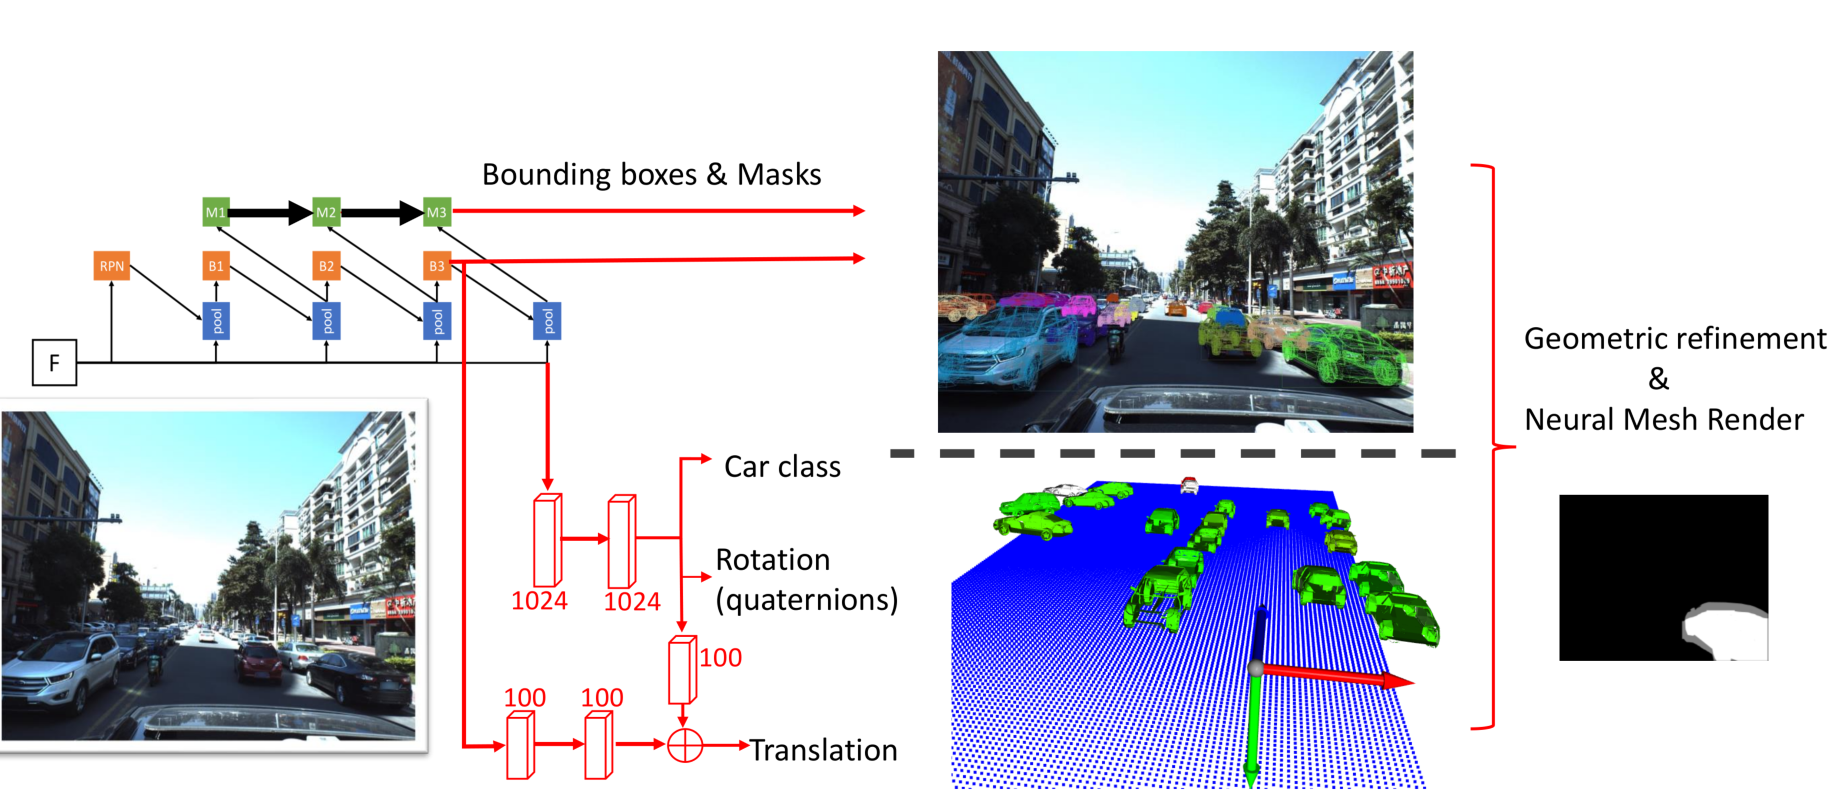 Bounding boxes & Masks
M1
M2
M3
RPN
B1
B2
B3
pool
pool
pool
pool
F
Car class
Rotation
(quaternions)
1024
1024
100
100
100
Translation
Geometric refinement
&
Neural Mesh Render